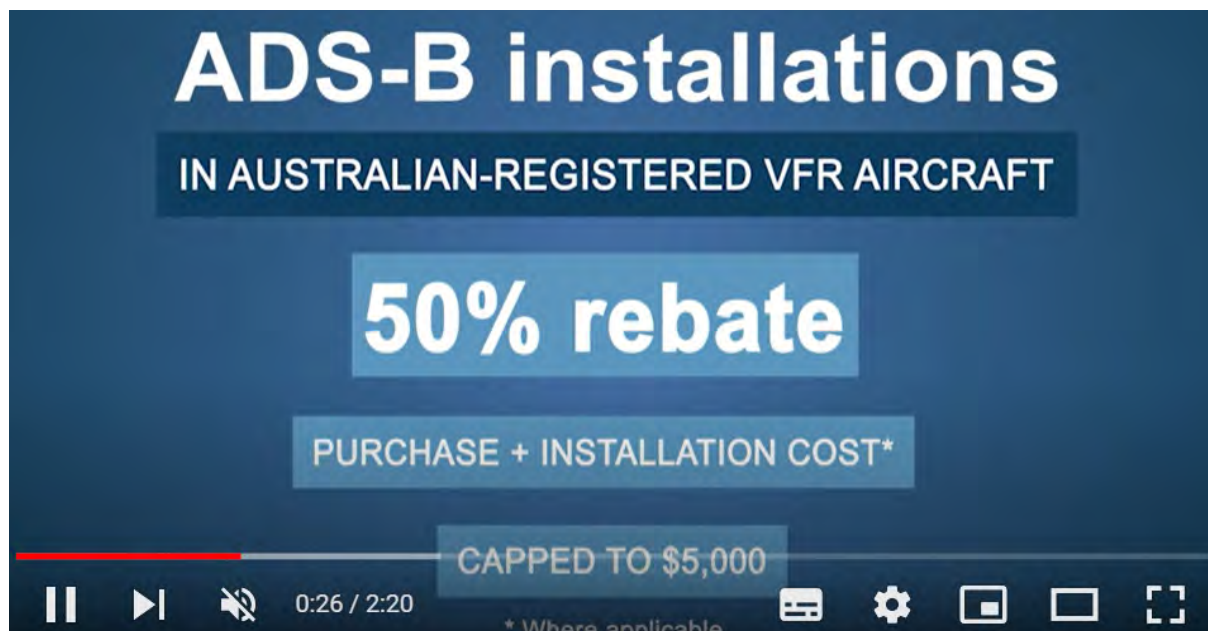 ADS-B installations
IN AUSTRALIAN-REGISTERED VFR AIRCRAFT
50% rebate
PURCHASE + INSTALLATION COST*
CAPPED TO $5,000
0:26 / 2:20
* Where applicable